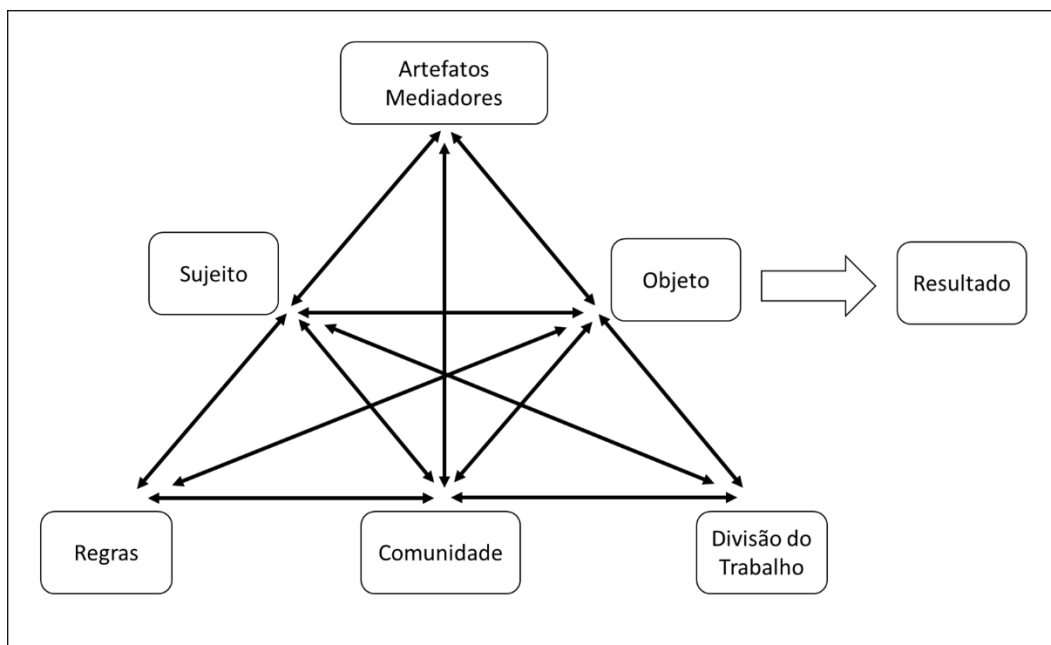 Artefatos
Mediadores
Sujeito
Objeto
Resultado
Regras
Comunidade
Divisão do
Trabalho